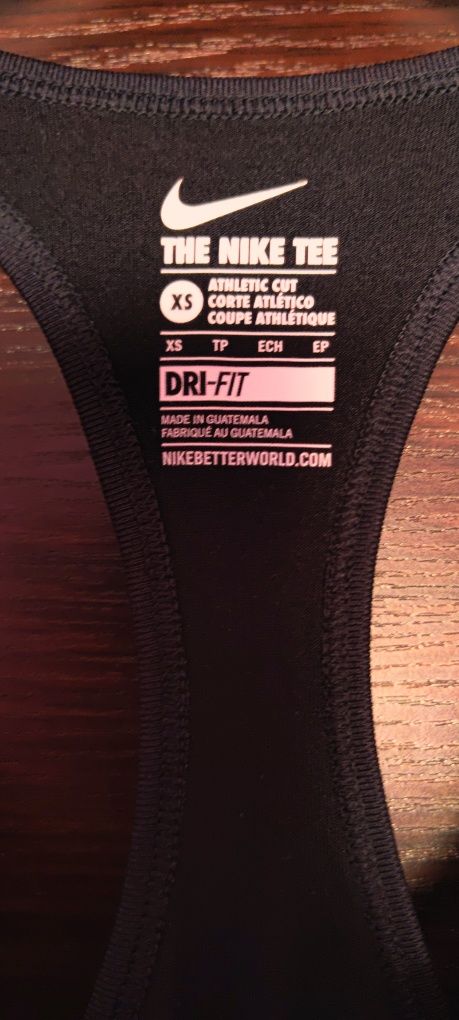 THE NIKE TEE
XS
ATHLETIC CUT
CORTE ATLÉTICO
COUPE ATHLÉTIQUE
XS TP ECH EP
DRI-FIT
MADE IN GUATEMALA
FABRIQUÉ AU GUATEMALA
NIKEBETTERWORLD.COM